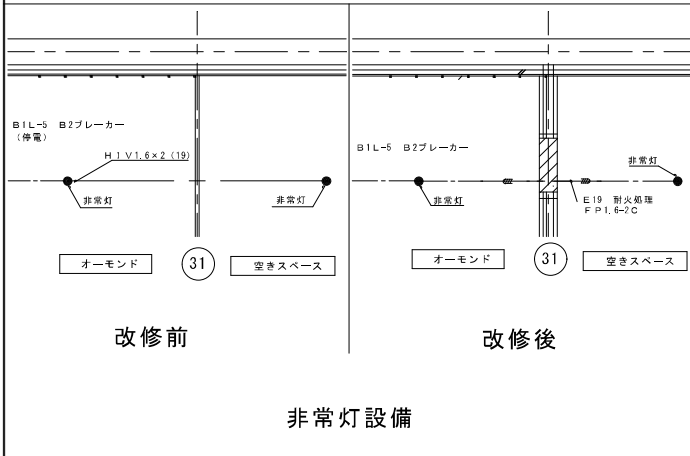 B1L-5 B2ブレーカー
(停電)
HIV1.6×2(19)
非常灯
非常灯
オーモンド
31
空きスペース
改修前
B1L-5 B2ブレーカー
非常灯
非常灯
E19 耐火処理
FP1.6-2C
オーモンド
31
空きスペース
改修後
非常灯設備